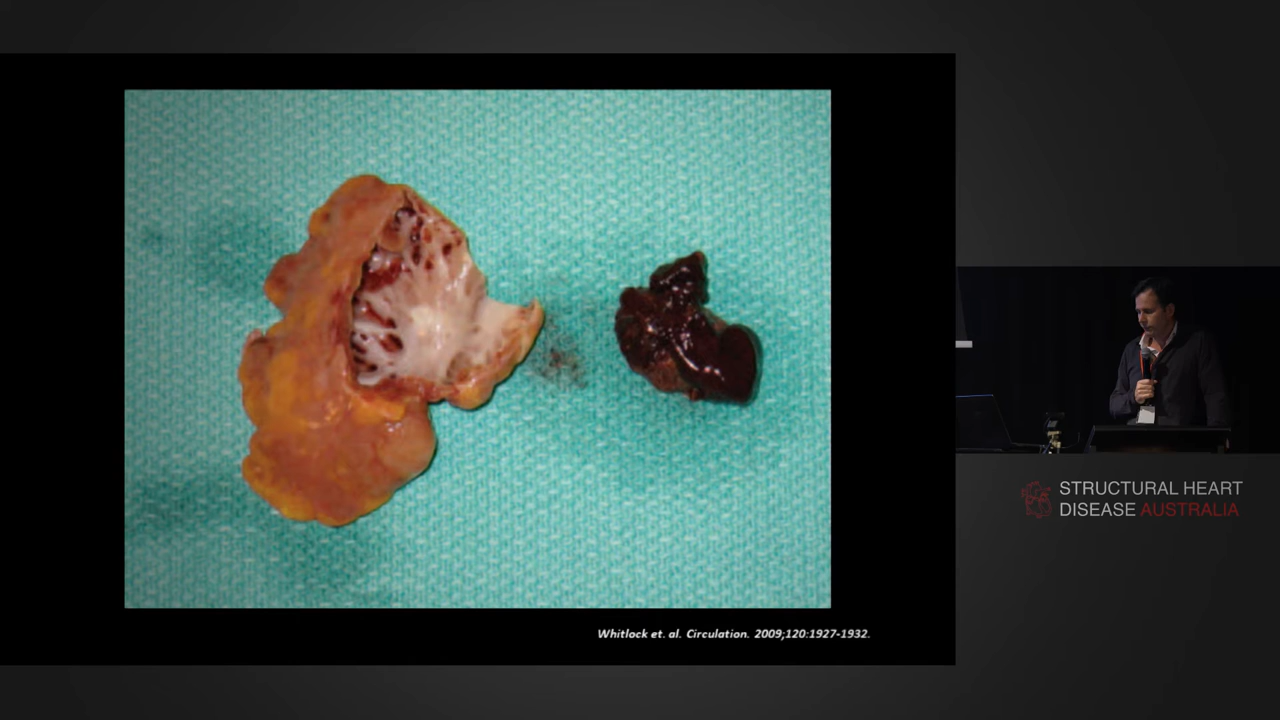 Whitlock et. al. Circulation. 2009;120:1927-1932.
STRUCTURAL HEART
DISEASE AUSTRALIA